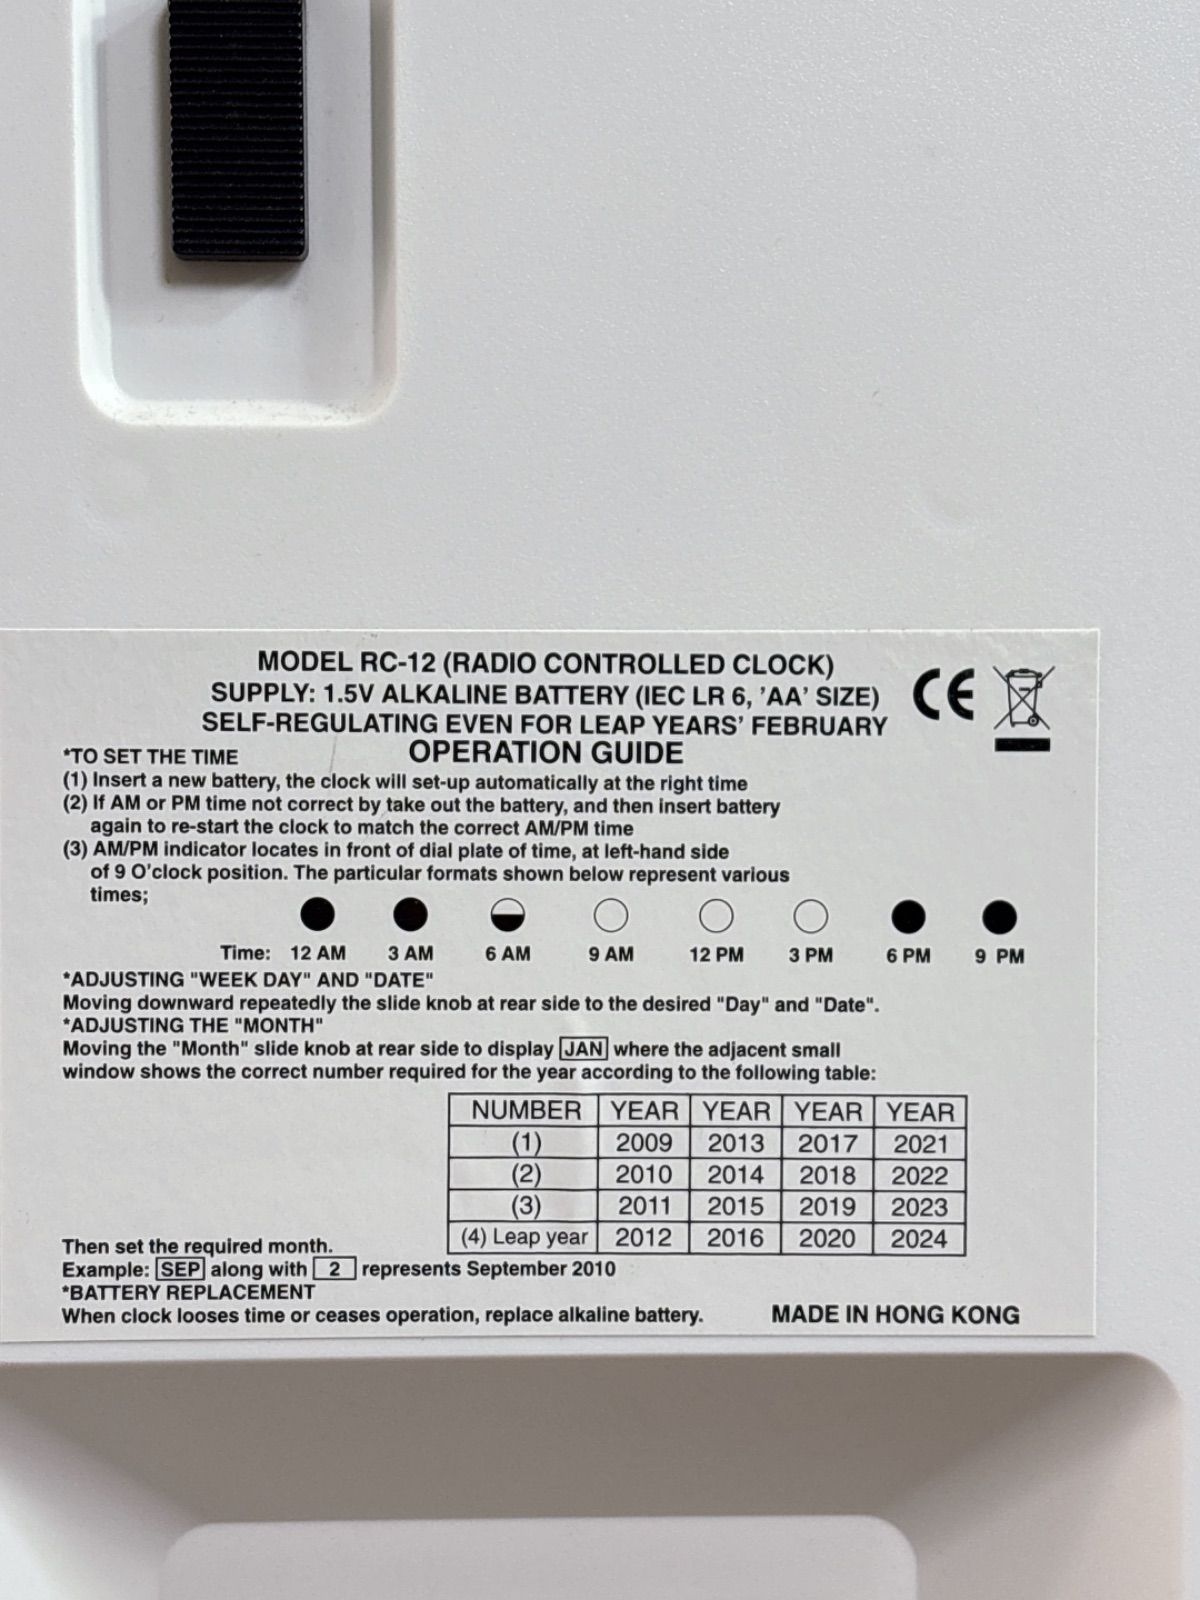 MODEL RC-12 (RADIO CONTROLLED CLOCK)
SUPPLY: 1.5V ALKALINE BATTERY (IEC LR 6, 'AA' SIZE)
SELF-REGULATING EVEN FOR LEAP YEARS' FEBRUARY
CE
OPERATION GUIDE
*TO SET THE TIME
(1) Insert a new battery, the clock will set-up automatically at the right time
(2) If AM or PM time not correct by take out the battery, and then insert battery
again to re-start the clock to match the correct AM/PM time
(3) AM/PM indicator locates in front of dial plate of time, at left-hand side
of 9 O'clock position. The particular formats shown below represent various
times;
Time: 12 AM 3 AM 6 AM 9 AM 12 PM 3 PM 6 PM 9 PM
*ADJUSTING "WEEK DAY" AND "DATE"
Moving downward repeatedly the slide knob at rear side to the desired "Day" and "Date".
*ADJUSTING THE "MONTH"
Moving the "Month" slide knob at rear side to display JAN where the adjacent small
window shows the correct number required for the year according to the following table:
NUMBER YEAR YEAR YEAR YEAR
(1) 2009 2013 2017 2021
(2) 2010 2014 2018 2022
(3) 2011 2015 2019 2023
(4) Leap year 2012 2016 2020 2024
Then set the required month.
Example: SEP along with 2 represents September 2010
*BATTERY REPLACEMENT
When clock looses time or ceases operation, replace alkaline battery.
MADE IN HONG KONG